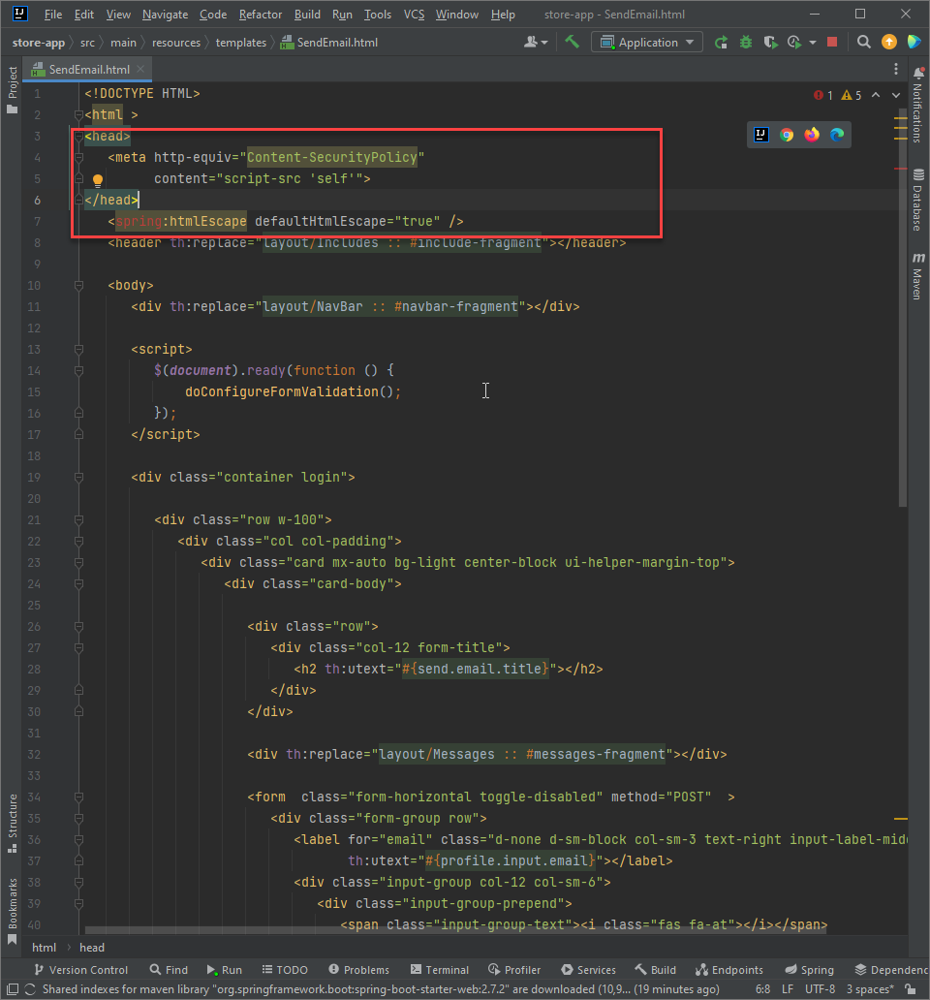 File Edit View Navigate Code Refactor Build Run Tools VCS Window Help store-app - SendEmail.html
store-app src main resources templates SendEmail.html Application
Project
SendEmail.html
1 <!DOCTYPE HTML> 1 5
2 <html >
3 <head>
4 <meta http-equiv="Content-SecurityPolicy"
5 content="script-src 'self'">
6 </head>
7 <spring:htmlEscape defaultHtmlEscape="true" />
8 <header th:replace="layout/Includes :: #include-fragment"></header>
9
10 <body>
11 <div th:replace="layout/NavBar :: #navbar-fragment"></div>
12
13 <script>
14 $(document).ready(function () {
15 doConfigureFormValidation();
16 });
17 </script>
18
19 <div class="container login">
20
21 <div class="row w-100">
22 <div class="col col-padding">
23 <div class="card mx-auto bg-light center-block ui-helper-margin-top">
24 <div class="card-body">
25
26 <div class="row">
27 <div class="col-12 form-title">
28 <h2 th:utext="#{send.email.title}"></h2>
29 </div>
30 </div>
31
32 <div th:replace="layout/Messages :: #messages-fragment"></div>
33
34 <form  class="form-horizontal toggle-disabled" method="POST"  >
35 <div class="form-group row">
36 <label for="email" class="d-none d-sm-block col-sm-3 text-right input-label-midd
37 th:utext="#{profile.input.email}"></label>
38 <div class="input-group col-12 col-sm-6">
39 <div class="input-group-prepend">
40 <span class="input-group-text"><i class="fas fa-at"></i></span>
Notifications
Database
m Maven
Structure
Bookmarks
html head
Version Control Find Run TODO Problems Terminal Profiler Services Build Endpoints Spring Dependenc
Shared indexes for maven library "org.springframework.boot:spring-boot-starter-web:2.7.2" are downloaded (10,9... (19 minutes ago) 6:8 LF UTF-8 3 spaces*